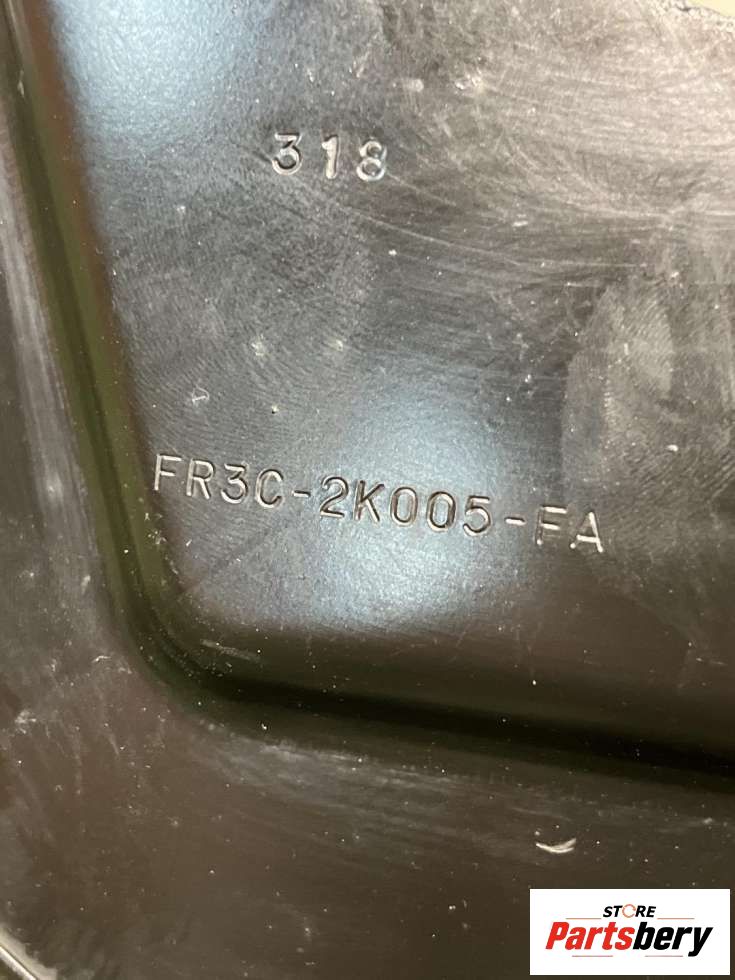 318
FR3C-2K005-FA
STORE
Partsbery